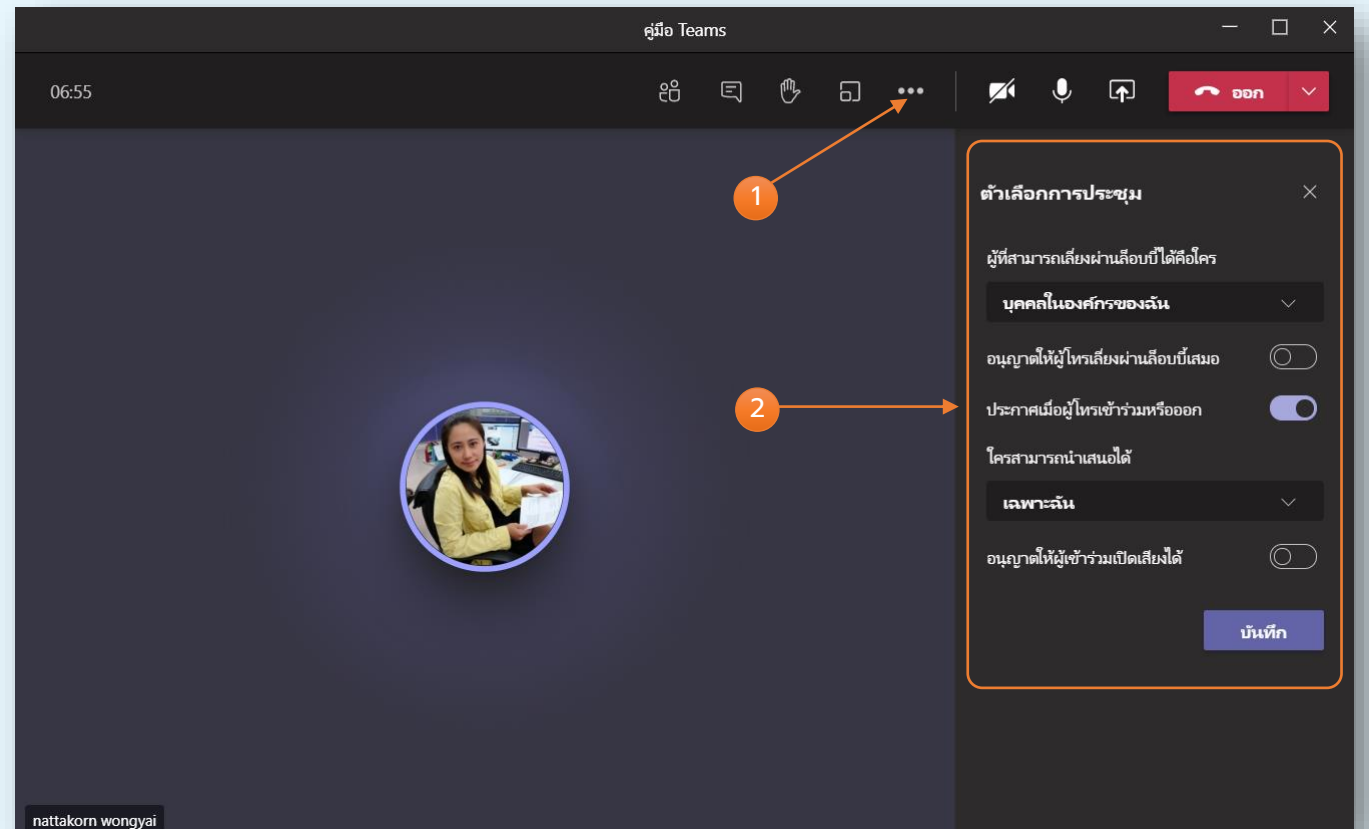 คู่มือ Teams
06:55
ออก
1
ตัวเลือกการประชุม
ผู้ที่สามารถเลี่ยงผ่านล็อบบี้ได้คือใคร
บุคคลในองค์กรของฉัน
อนุญาตให้ผู้โทรเลี่ยงผ่านล็อบบี้เสมอ
2
ประกาศเมื่อผู้โทรเข้าร่วมหรือออก
ใครสามารถนำเสนอได้
เฉพาะฉัน
อนุญาตให้ผู้เข้าร่วมเปิดเสียงได้
บันทึก
nattakorn wongyai